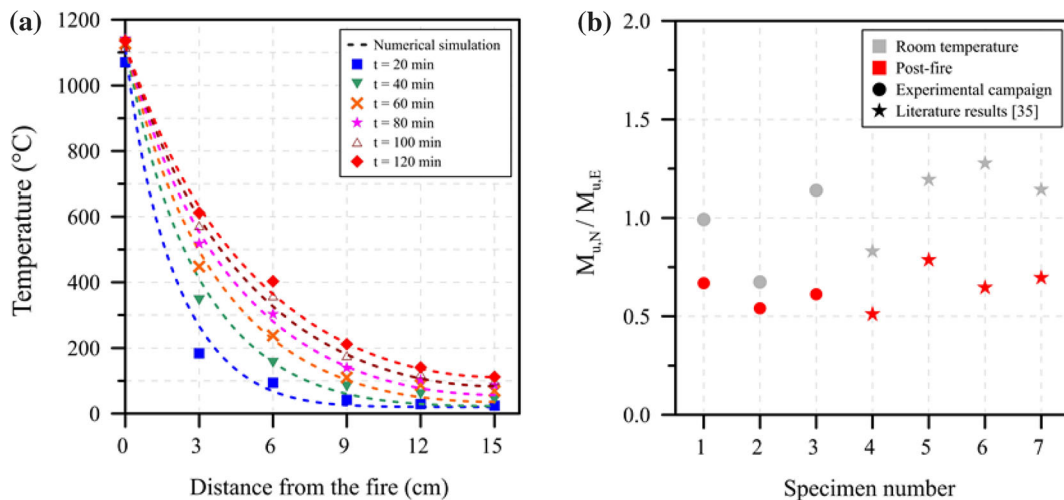 (a)
1200
1000
800
600
400
200
0
Temperature (°C)
0 3 6 9 12 15
Distance from the fire (cm)
Numerical simulation
t = 20 min
t = 40 min
t = 60 min
t = 80 min
t = 100 min
t = 120 min
(b)
2.0
1.5
1.0
0.5
0.0
M_{u,N} / M_{u,E}
1 2 3 4 5 6 7
Specimen number
Room temperature
Post-fire
Experimental campaign
Literature results [35]